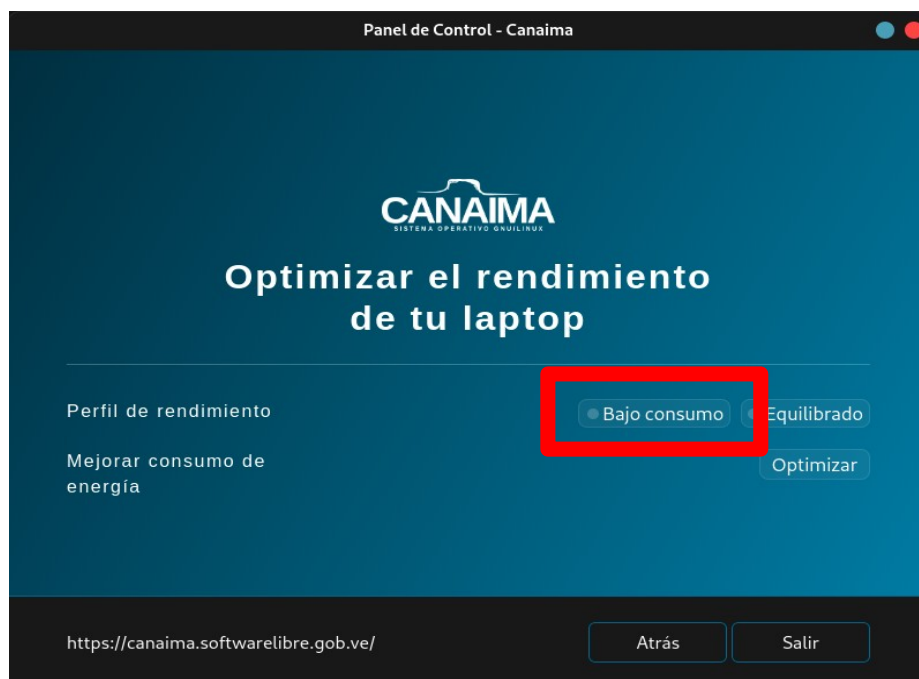 Panel de Control - Canaima
CANAIMA
SISTEMA OPERATIVO GNU/LINUX
Optimizar el rendimiento
de tu laptop
Perfil de rendimiento
Bajo consumo
Equilibrado
Mejorar consumo de
energía
Optimizar
https://canaima.softwarelibre.gob.ve/
Atrás
Salir